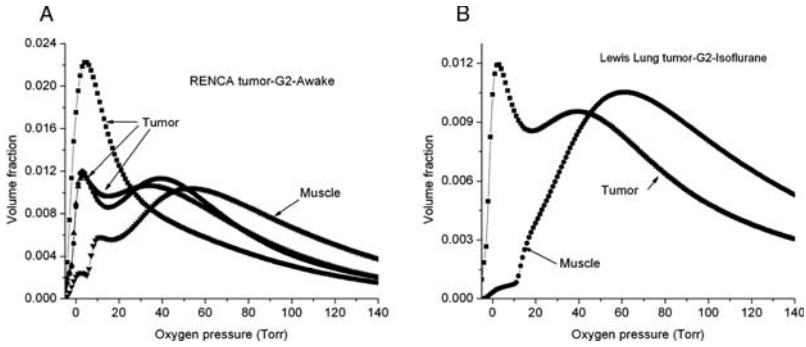 A
RENCA tumor-G2-Awake
Tumor
Muscle
Volume fraction
0.024
0.020
0.016
0.012
0.008
0.004
0.000
0 20 40 60 80 100 120 140
Oxygen pressure (Torr)
B
Lewis Lung tumor-G2-Isoflurane
Tumor
Muscle
Volume fraction
0.012
0.009
0.006
0.003
0.000
0 20 40 60 80 100 120 140
Oxygen pressure (Torr)